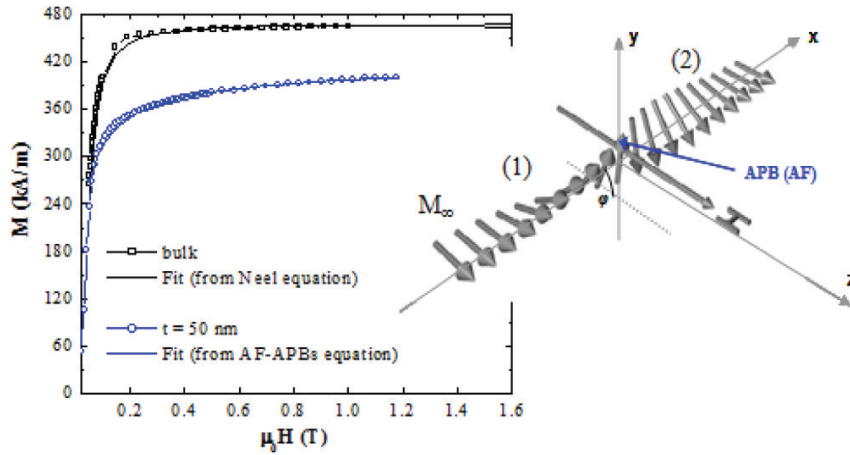 480
420
360
300
240
180
120
60
0
M (kA/m)
bulk
Fit (from Neel equation)
t = 50 nm
Fit (from AF-APBs equation)
0.2 0.4 0.6 0.8 1.0 1.2 1.4 1.6
μ₀H (T)
y
x
(2)
(1)
APB (AF)
M∞
φ
H
z